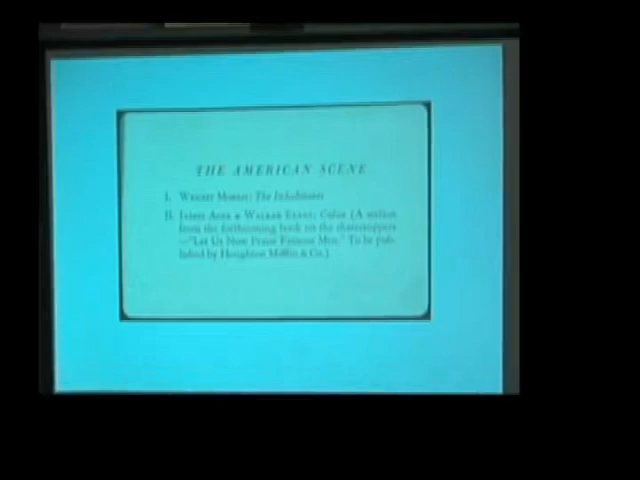 THE AMERICAN SCENE
I. WRIGHT MORRIS: The Inhabitants
II. JAMES AGEE & WALKER EVANS: Colon (A section
from the forthcoming book on the sharecroppers
—"Let Us Now Praise Famous Men." To be pub-
lished by Houghton Mifflin & Co.)